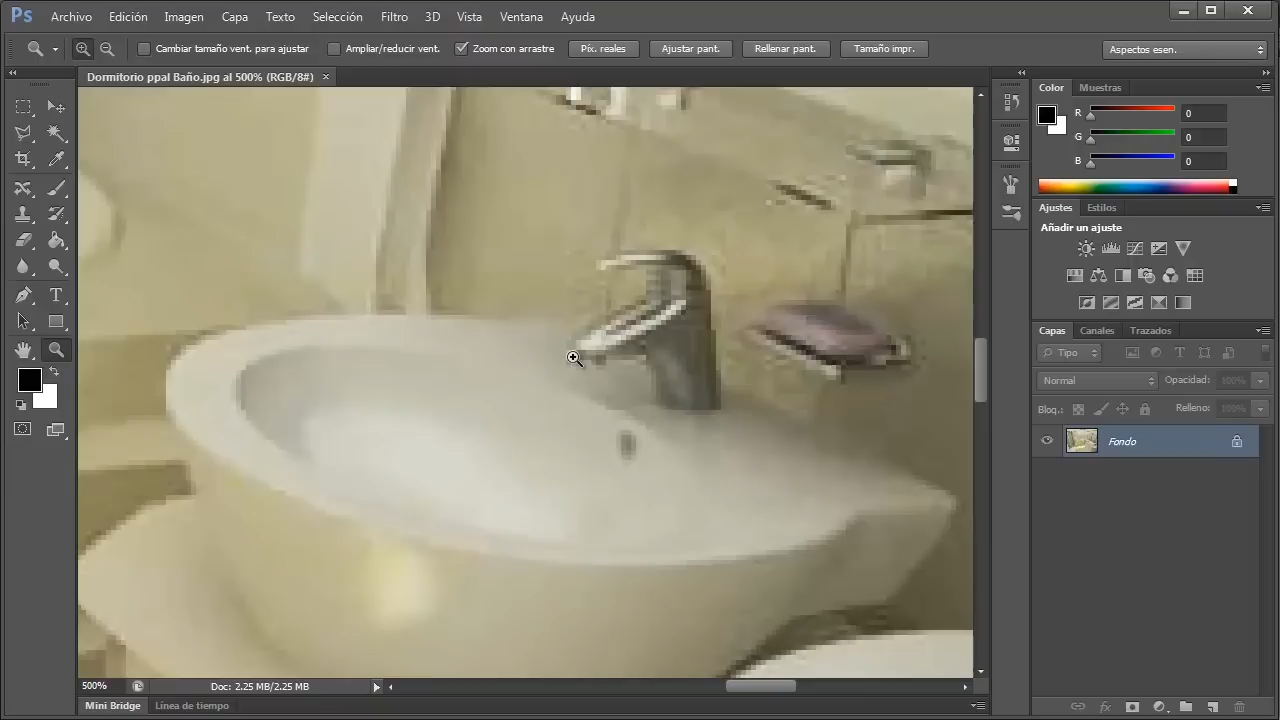 Ps Archivo Edición Imagen Capa Texto Selección Filtro 3D Vista Ventana Ayuda
Cambiar tamaño vent. para ajustar Ampliar/reducir vent. Zoom con arrastre Píx. reales Ajustar pant. Rellenar pant. Tamaño impr. Aspectos esen.
Dormitorio ppal Baño.jpg al 500% (RGB/8#) ×
Color Muestras
R 0
G 0
B 0
Ajustes Estilos
Añadir un ajuste
Capas Canales Trazados
Tipo
Normal Opacidad: 100%
Bloq.: Relleno: 100%
Fondo
500% Doc: 2.25 MB/2.25 MB
Mini Bridge Línea de tiempo